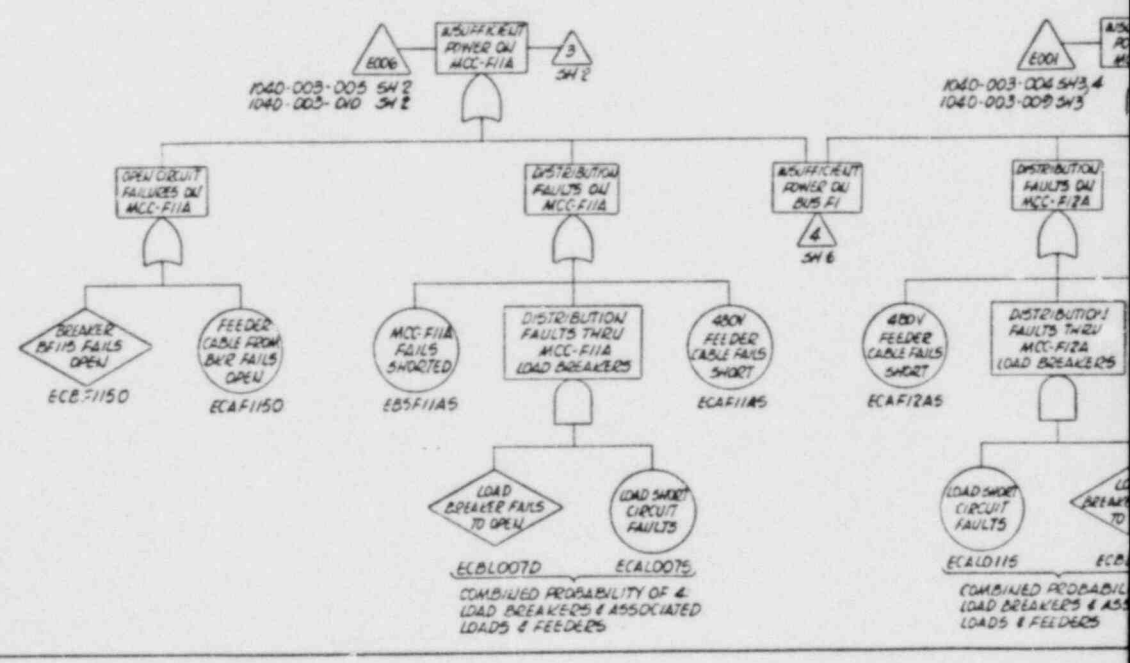 INSUFFICIENT
POWER ON
MCC-F11A
E006
3
SH 2
1040-003-005 SH 2
1040-003-010 SH 2
E001
1040-003-004 SH 3,4
1040-003-009 SH3
OPEN CIRCUIT
FAILURES ON
MCC-F11A
DISTRIBUTION
FAULTS ON
MCC-F11A
INSUFFICIENT
POWER ON
BUS F1
4
SH 6
DISTRIBUTION
FAULTS ON
MCC-F12A
BREAKER
BF115 FAILS
OPEN
FEEDER
CABLE FROM
BKR FAILS
OPEN
ECAF1150
MCC-F11A
FAILS
SHORTED
EBSF11AS
DISTRIBUTION
FAULTS THRU
MCC-F11A
LOAD BREAKERS
480V
FEEDER
CABLE FAILS
SHORT
ECAF11AS
480V
FEEDER
CABLE FAILS
SHORT
ECAF12AS
DISTRIBUTION
FAULTS THRU
MCC-F12A
LOAD BREAKERS
LOAD
BREAKER FAILS
TO OPEN
ECBL007D
LOAD SHORT
CIRCUIT
FAULTS
ECAL007S
COMBINED PROBABILITY OF 4
LOAD BREAKERS & ASSOCIATED
LOADS & FEEDERS
LOAD SHORT
CIRCUIT
FAULTS
ECALD11S
COMBINED PROBABIL
LOAD BREAKERS & ASS
LOADS & FEEDERS